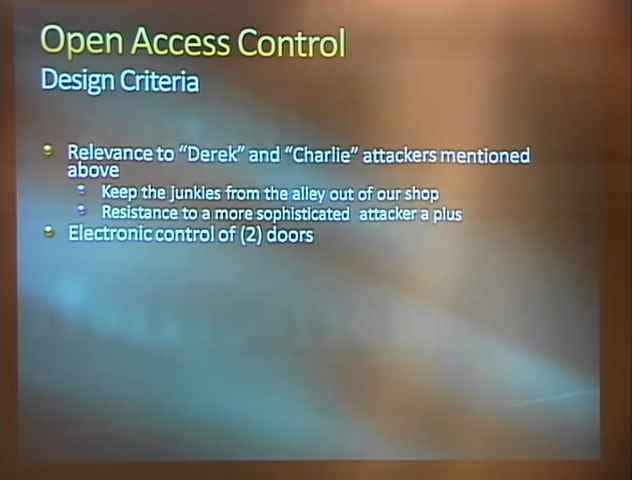 Open Access Control
Design Criteria
Relevance to “Derek” and “Charlie” attackers mentioned
above
Keep the junkies from the alley out of our shop
Resistance to a more sophisticated attacker a plus
Electronic control of (2) doors